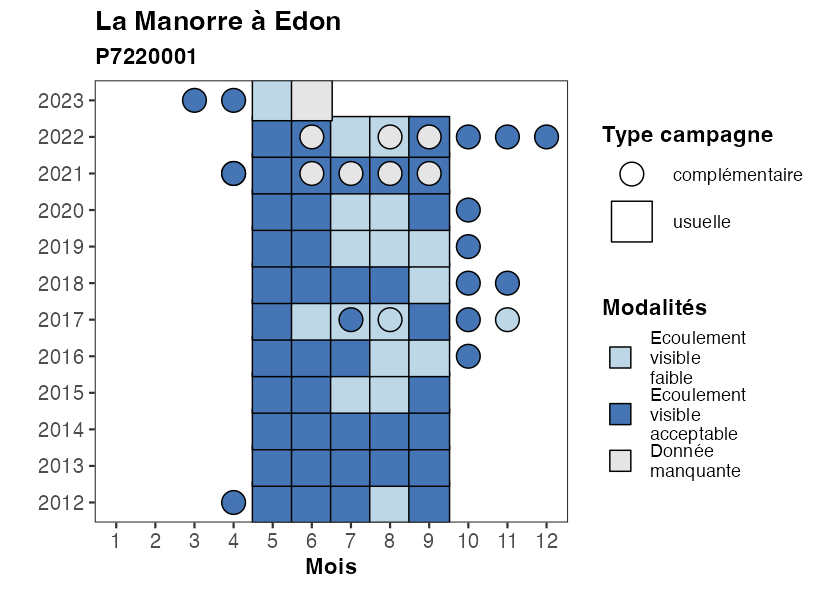 La Manorre à Edon
P7220001
2023
2022
2021
2020
2019
2018
2017
2016
2015
2014
2013
2012
1 2 3 4 5 6 7 8 9 10 11 12
Mois
Type campagne
complémentaire
usuelle
Modalités
Ecoulement
visible
faible
Ecoulement
visible
acceptable
Donnée
manquante